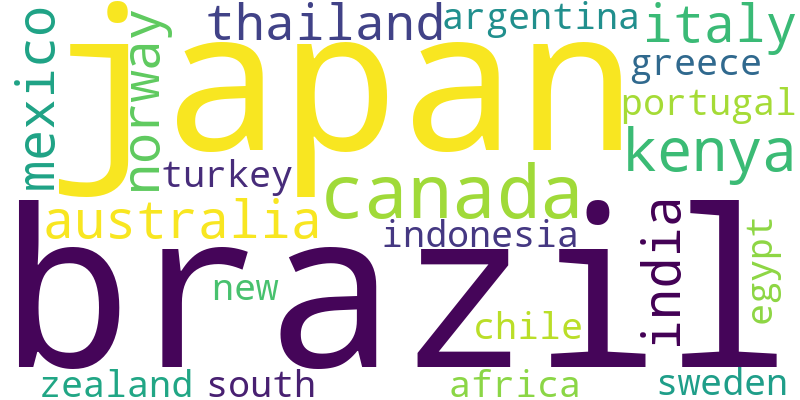 thailand
argentina
italy
mexico
norway
japan
greece
portugal
kenya
turkey
canada
australia
indonesia
brazil
india
egypt
new
chile
zealand
south
africa
sweden